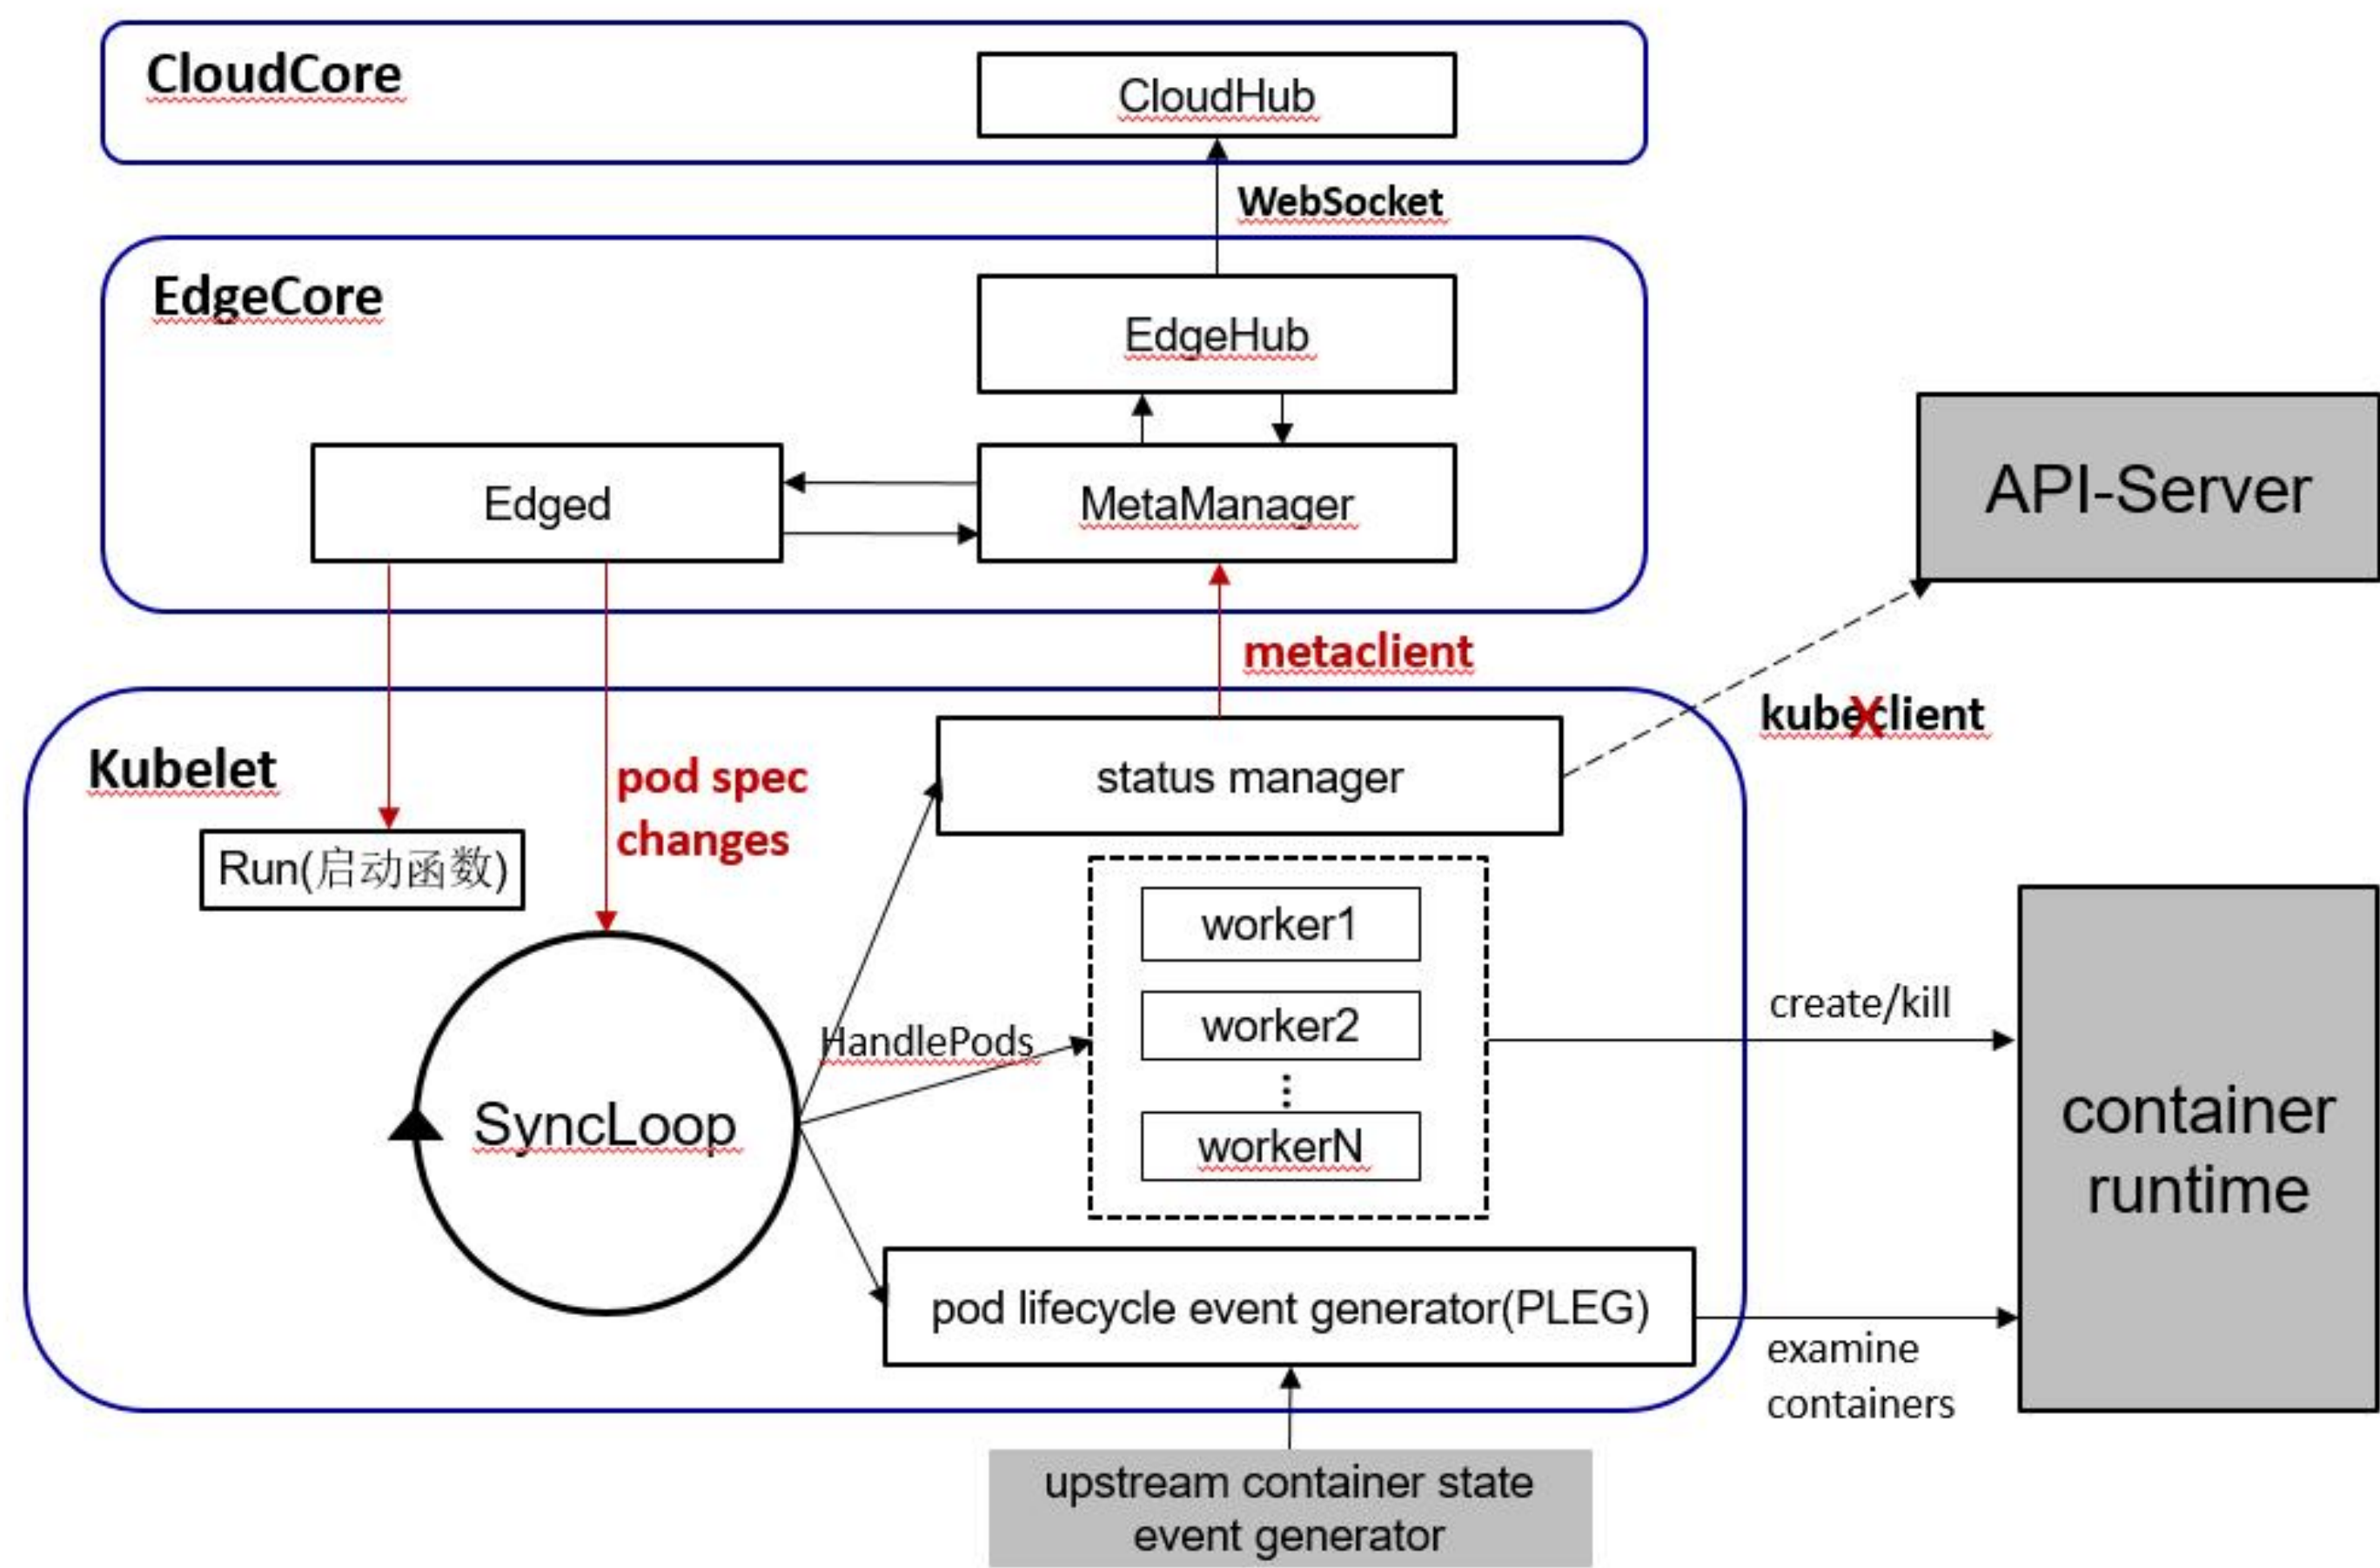 CloudCore
CloudHub
WebSocket
EdgeCore
EdgeHub
Edged
MetaManager
API-Server
metaclient
kubeclient
X
Kubelet
status manager
pod spec
changes
Run(启动函数)
worker1
HandlePods
worker2
create/kill
SyncLoop
workerN
container
runtime
pod lifecycle event generator(PLEG)
examine
containers
upstream container state
event generator